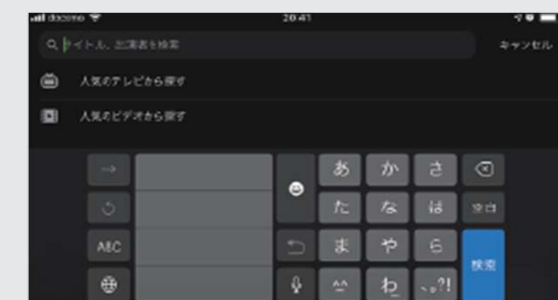 docomo 20:41
タイトル、出演者を検索 キャンセル
人気のテレビから探す
人気のビデオから探す
あ か さ
た な は 空白
ABC ま や ら 検索
^^ わ 、。?!